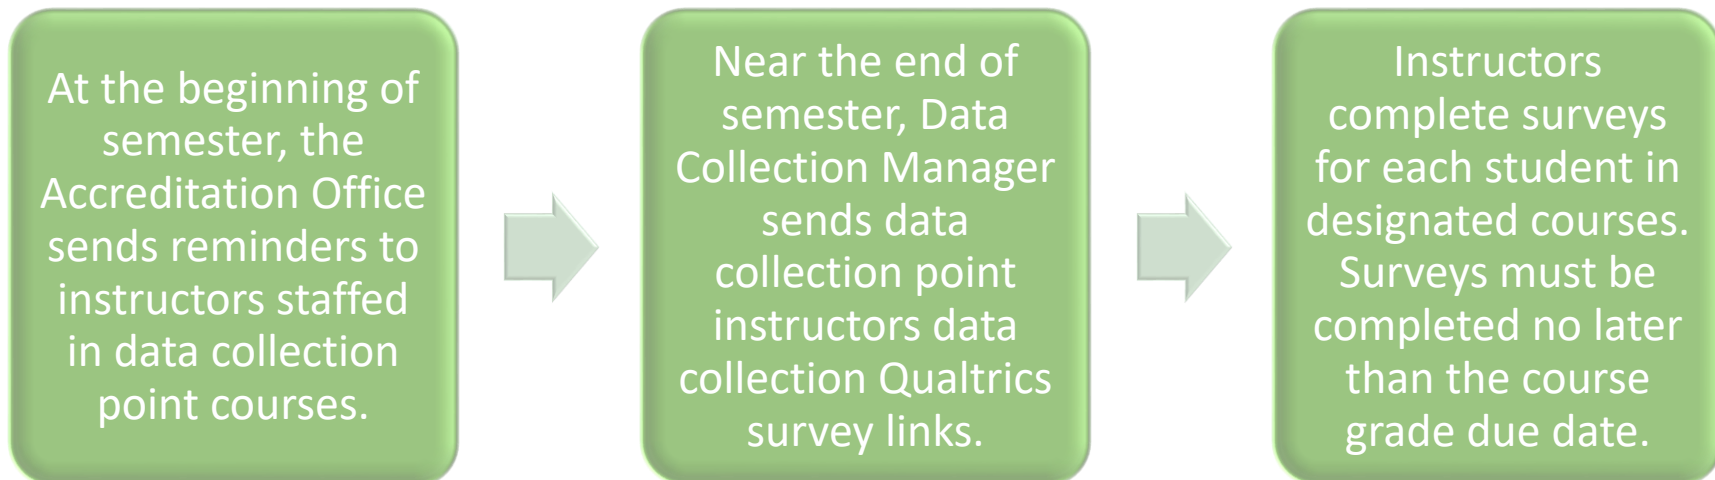 At the beginning of
semester, the
Accreditation Office
sends reminders to
instructors staffed
in data collection
point courses.
Near the end of
semester, Data
Collection Manager
sends data
collection point
instructors data
collection Qualtrics
survey links.
Instructors
complete surveys
for each student in
designated courses.
Surveys must be
completed no later
than the course
grade due date.